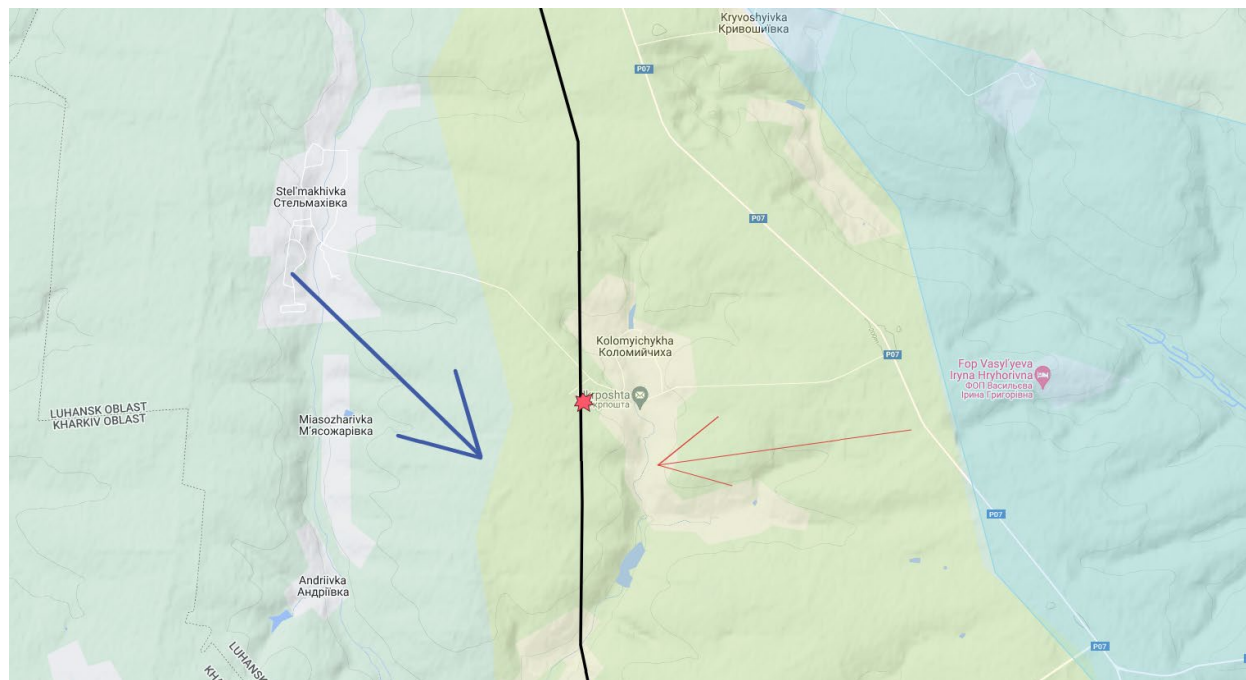 Kryvoshyivka
Кривошиївка
P07
P07
Stel'makhivka
Стельмахівка
Kolomyichykha
Коломийчиха
P07
Fop Vasyl'yeva
Iryna Hryhorivna
ФОП Васильєва
Ірина Григорівна
LUHANSK OBLAST
KHARKIV OBLAST
Miasozharivka
М'ясожарівка
P07
Andriivka
Андріївка
LUHANSK
P07